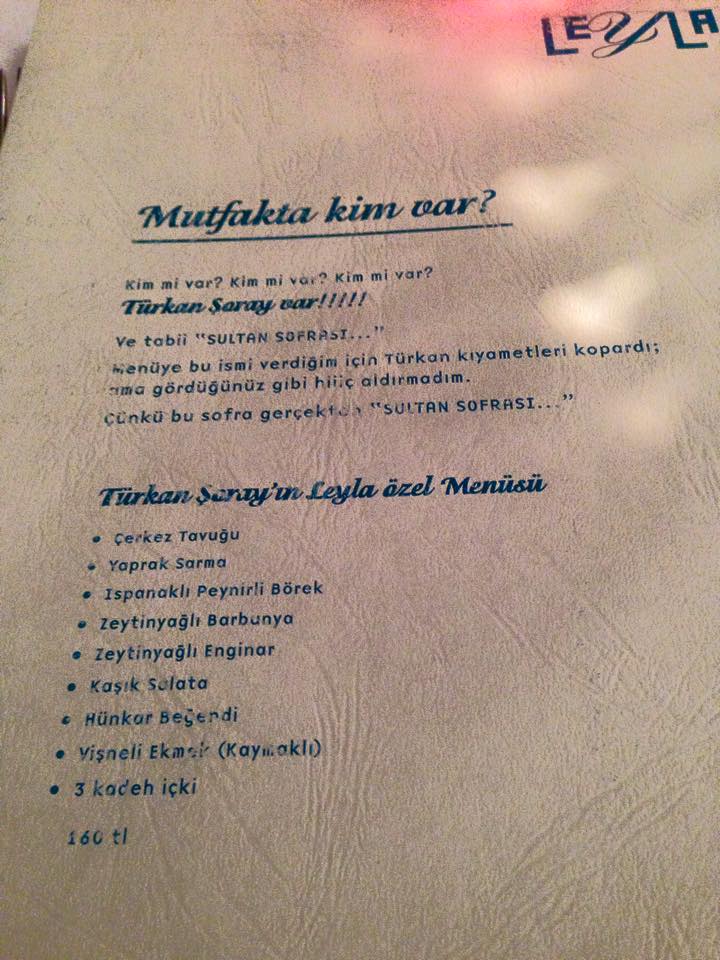 LEYLA
Mutfakta kim var?
Kim mi var? Kim mi var? Kim mi var?
Türkan Şoray var!!!!!
Ve tabii “SULTAN SOFRASI...”
Menüye bu ismi verdiğim için Türkan kıyametleri kopardı;
ama gördüğünüz gibi hiiiç aldırmadım.
Çünkü bu sofra gerçekten “SULTAN SOFRASI...”
Türkan Şoray'ın Leyla özel Menüsü
• Çerkez Tavuğu
• Yaprak Sarma
• Ispanaklı Peynirli Börek
• Zeytinyağlı Barbunya
• Zeytinyağlı Enginar
• Kaşık Salata
• Hünkar Beğendi
• Vişneli Ekmek (Kaymaklı)
• 3 kadeh içki
160 tl